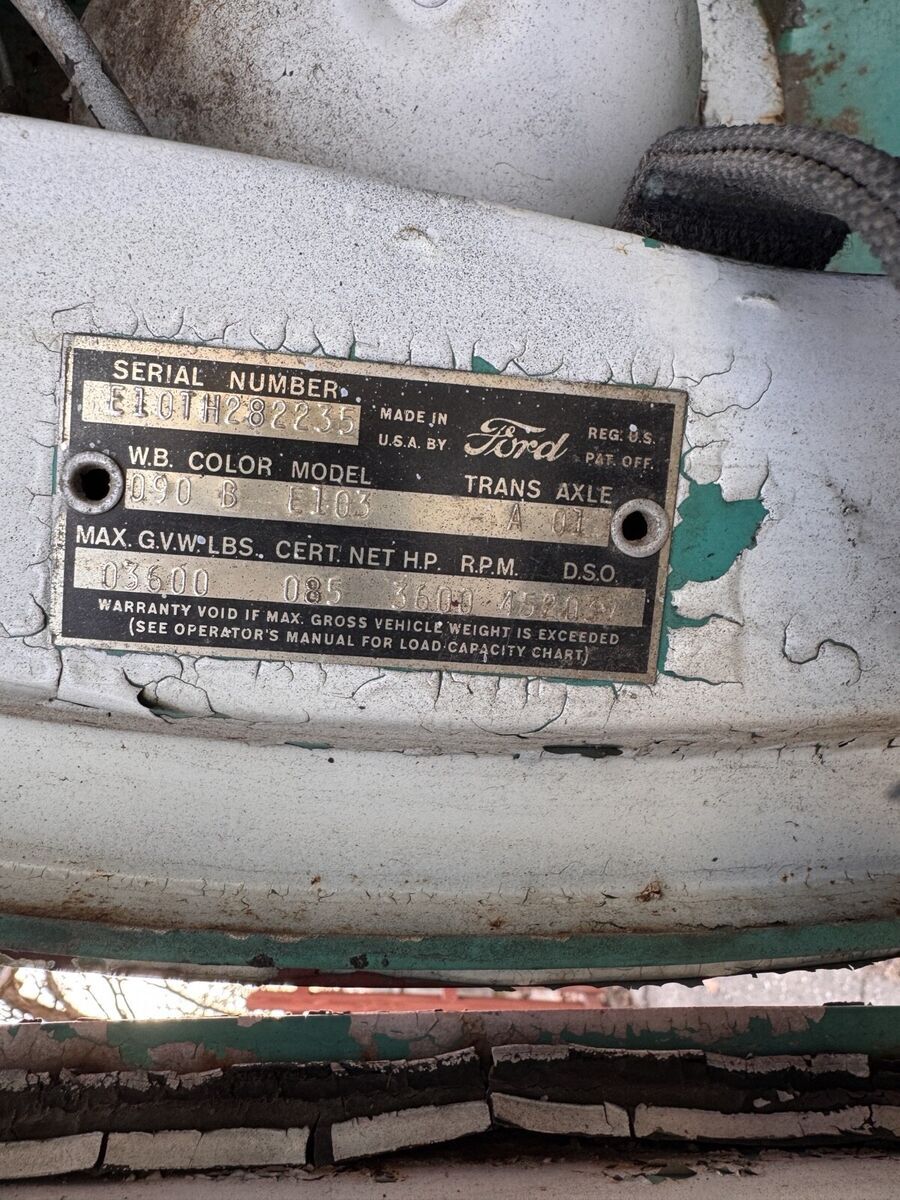 SERIAL NUMBER
E10TH282235
MADE IN
U.S.A. BY
Ford
REG. U.S.
PAT. OFF.
W.B. COLOR MODEL TRANS AXLE
090 B E103 A 01
MAX. G.V.W. LBS. CERT. NET H.P. R.P.M. D.S.O.
03600 085 3600
WARRANTY VOID IF MAX. GROSS VEHICLE WEIGHT IS EXCEEDED
(SEE OPERATOR'S MANUAL FOR LOAD CAPACITY CHART)